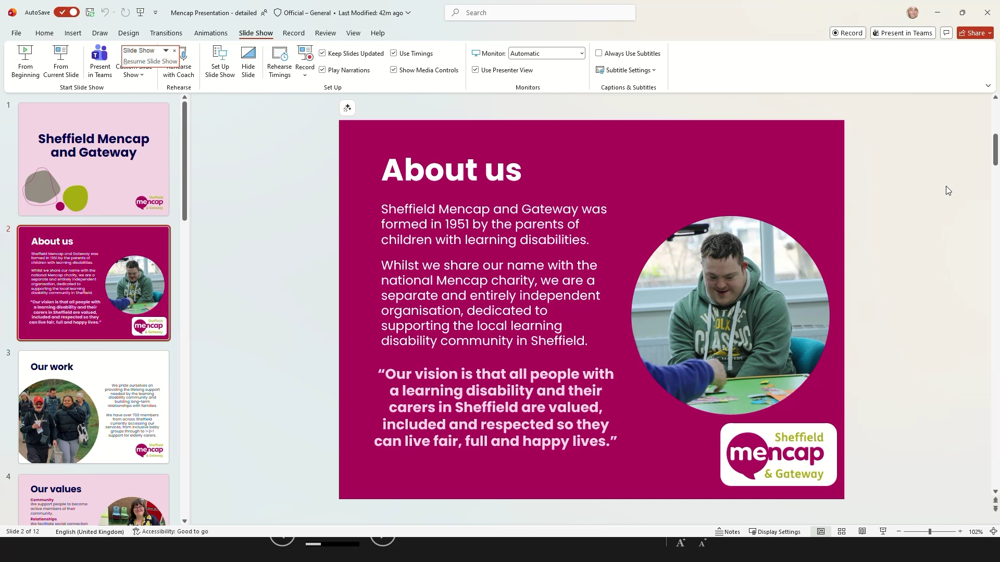 AutoSave
Mencap Presentation - detailed
Official – General • Last Modified: 42m ago
Search
File Home Insert Draw Design Transitions Animations Slide Show Record Review View Help
Record
Present in Teams
Share
From Beginning
From Current Slide
Present in Teams
Slide Show
Resume Slide Show
Show
with Coach
Set Up Slide Show
Hide Slide
Rehearse Timings
Record
Keep Slides Updated
Use Timings
Play Narrations
Show Media Controls
Monitor: Automatic
Use Presenter View
Always Use Subtitles
Subtitle Settings
Start Slide Show
Rehearse
Set Up
Monitors
Captions & Subtitles
1
Sheffield Mencap
and Gateway
Sheffield
mencap
& Gateway
2
About us
Sheffield Mencap and Gateway was
formed in 1951 by the parents of
children with learning disabilities.
Whilst we share our name with the
national Mencap charity, we are a
separate and entirely independent
organisation, dedicated to
supporting the local learning
disability community in Sheffield.
“Our vision is that all people with
a learning disability and their
carers in Sheffield are valued,
included and respected so they
can live fair, full and happy lives.”
Sheffield
mencap
& Gateway
3
Our work
We pride ourselves on
providing the lifelong support
needed by the learning
disability community and
building long-term
relationships with families.
We have over 700 members
from across Sheffield
currently accessing our
services, from inclusive baby
groups through to 1-2-1
support for elderly carers.
Sheffield
mencap
& Gateway
4
Our values
Community
We support people to become
active members of their
community.
Relationships
We facilitate social connection
About us
Sheffield Mencap and Gateway was
formed in 1951 by the parents of
children with learning disabilities.
Whilst we share our name with the
national Mencap charity, we are a
separate and entirely independent
organisation, dedicated to
supporting the local learning
disability community in Sheffield.
“Our vision is that all people with
a learning disability and their
carers in Sheffield are valued,
included and respected so they
can live fair, full and happy lives.”
CLASSIC
Sheffield
mencap
& Gateway
Slide 2 of 12
English (United Kingdom)
Accessibility: Good to go
Notes
Display Settings
102%
A A